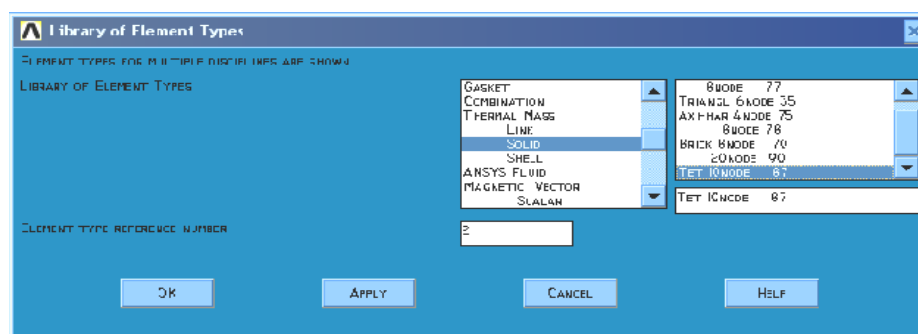 Library of Element Types
Element types for multiple disciplines are shown
Library of Element Types
Gasket
Combination
Thermal Mass
Link
Solid
Shell
ANSYS Fluid
Magnetic Vector
Scalar
8node 77
Triangl 6node 35
Axi-har 4node 75
8node 78
Brick 8node 70
20node 90
Tet 10node 87
Tet 10node 87
Element type reference number
2
OK
Apply
Cancel
Help